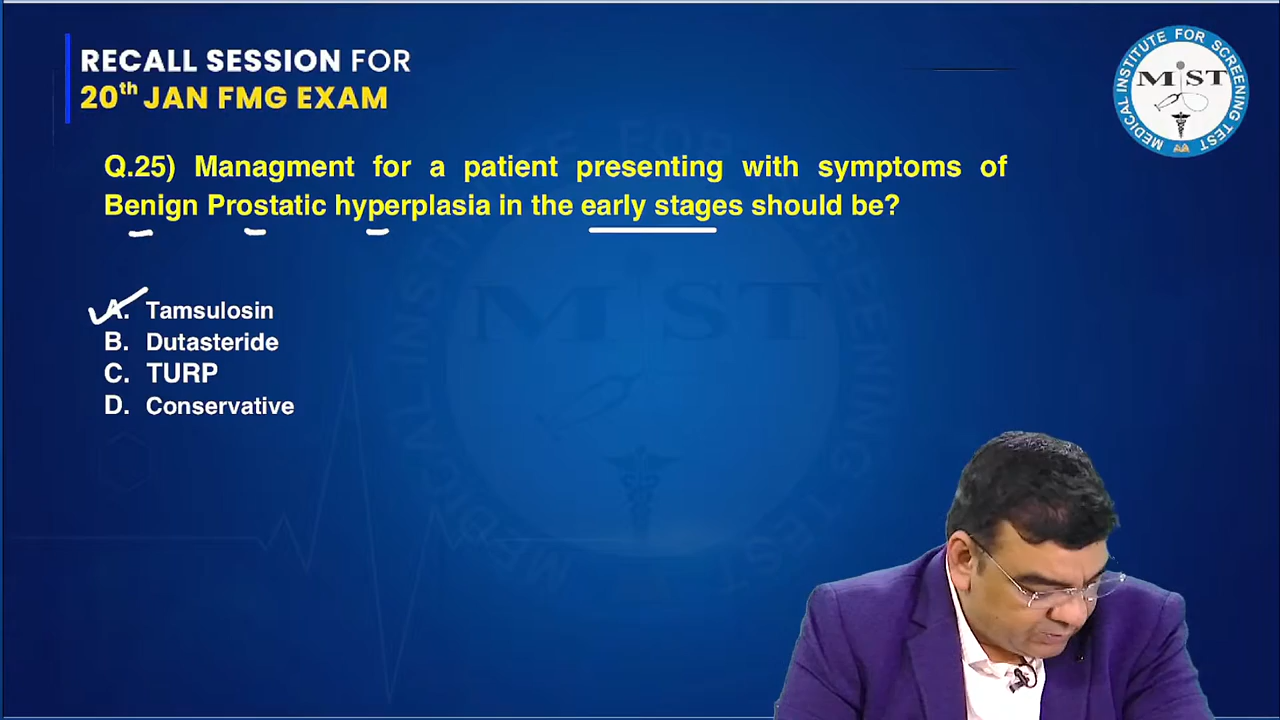 RECALL SESSION FOR
20th JAN FMG EXAM
MEDICAL INSTITUTE FOR SCREENING TEST
MIST
Q.25) Managment for a patient presenting with symptoms of
Benign Prostatic hyperplasia in the early stages should be?
A. Tamsulosin
B. Dutasteride
C. TURP
D. Conservative